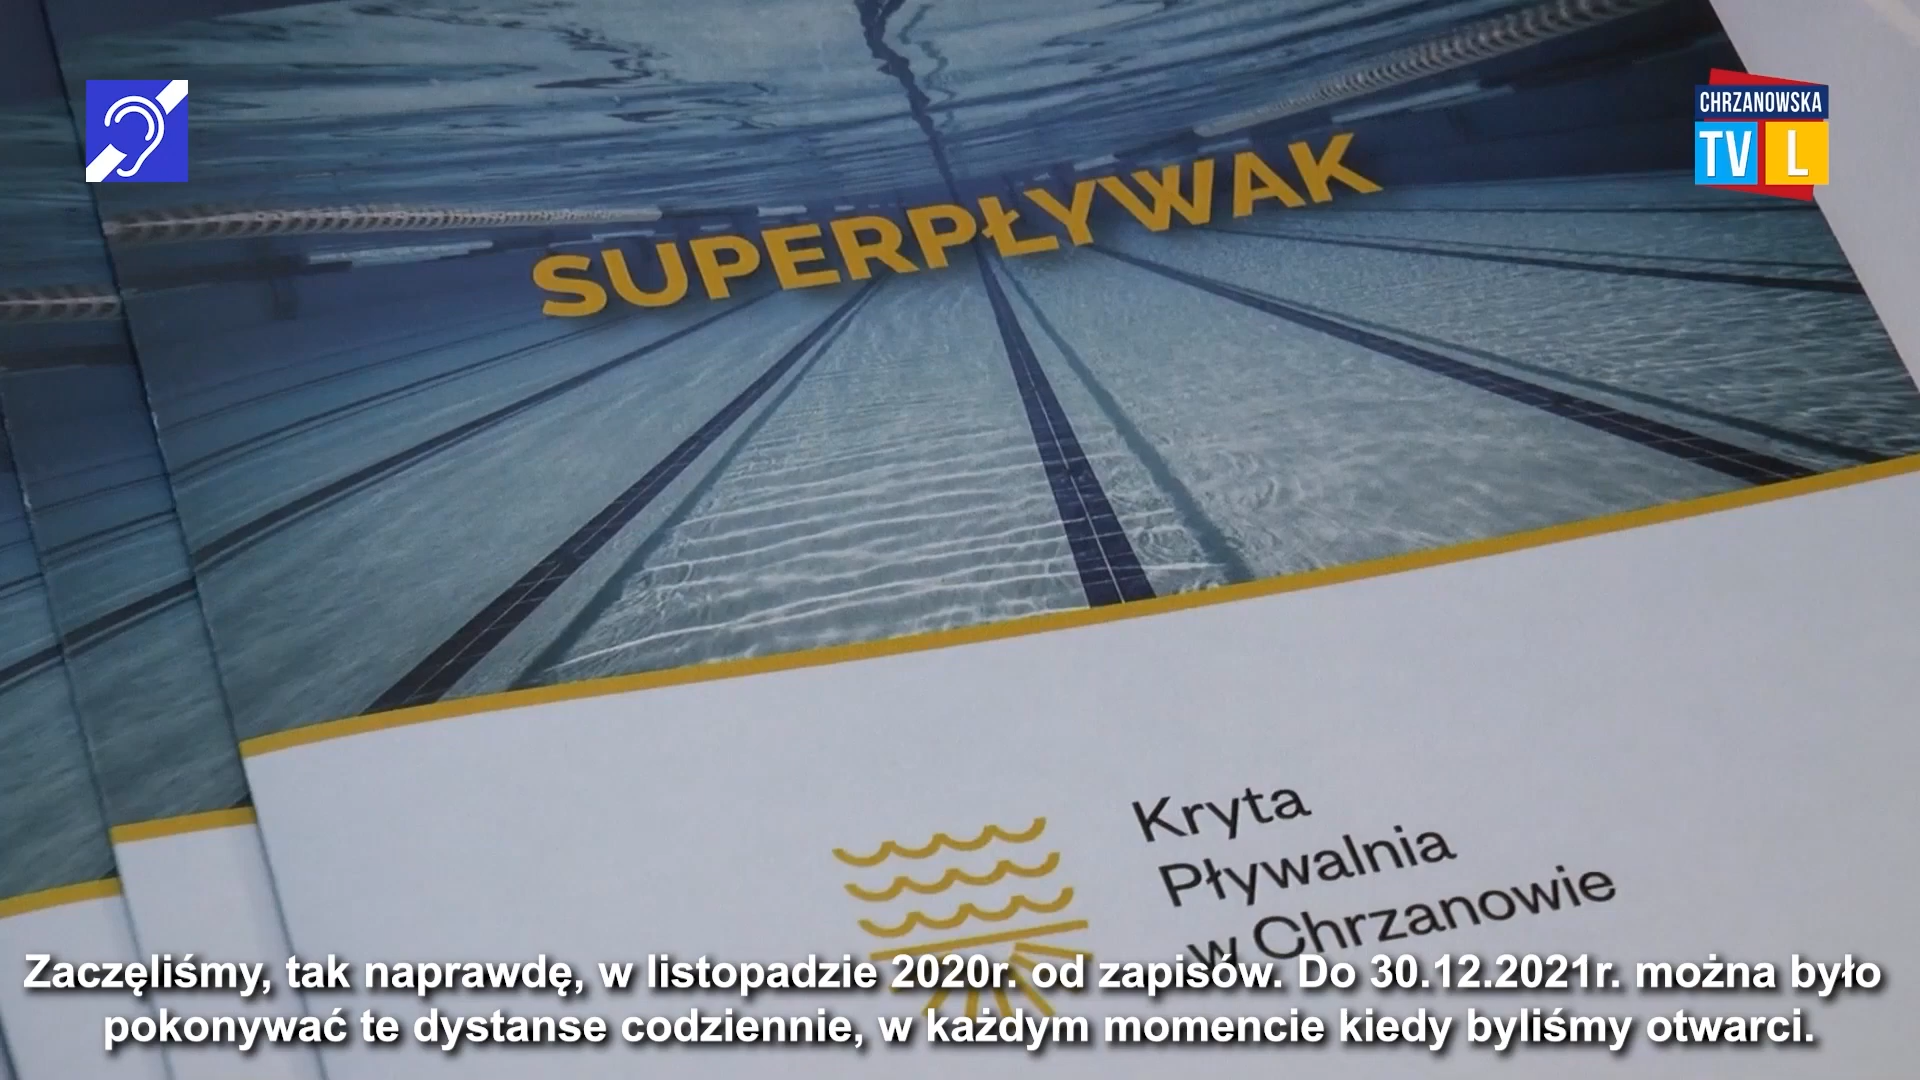 CHRZANOWSKA
TV L
SUPERPŁYWAK
Kryta
Pływalnia
w Chrzanowie
Zaczęliśmy, tak naprawdę, w listopadzie 2020r. od zapisów. Do 30.12.2021r. można było
pokonywać te dystanse codziennie, w każdym momencie kiedy byliśmy otwarci.